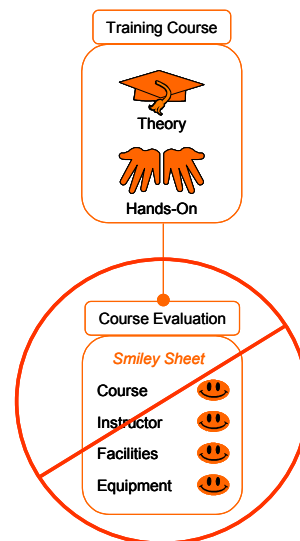 Training Course
Theory
Hands-On
Course Evaluation
Smiley Sheet
Course
Instructor
Facilities
Equipment